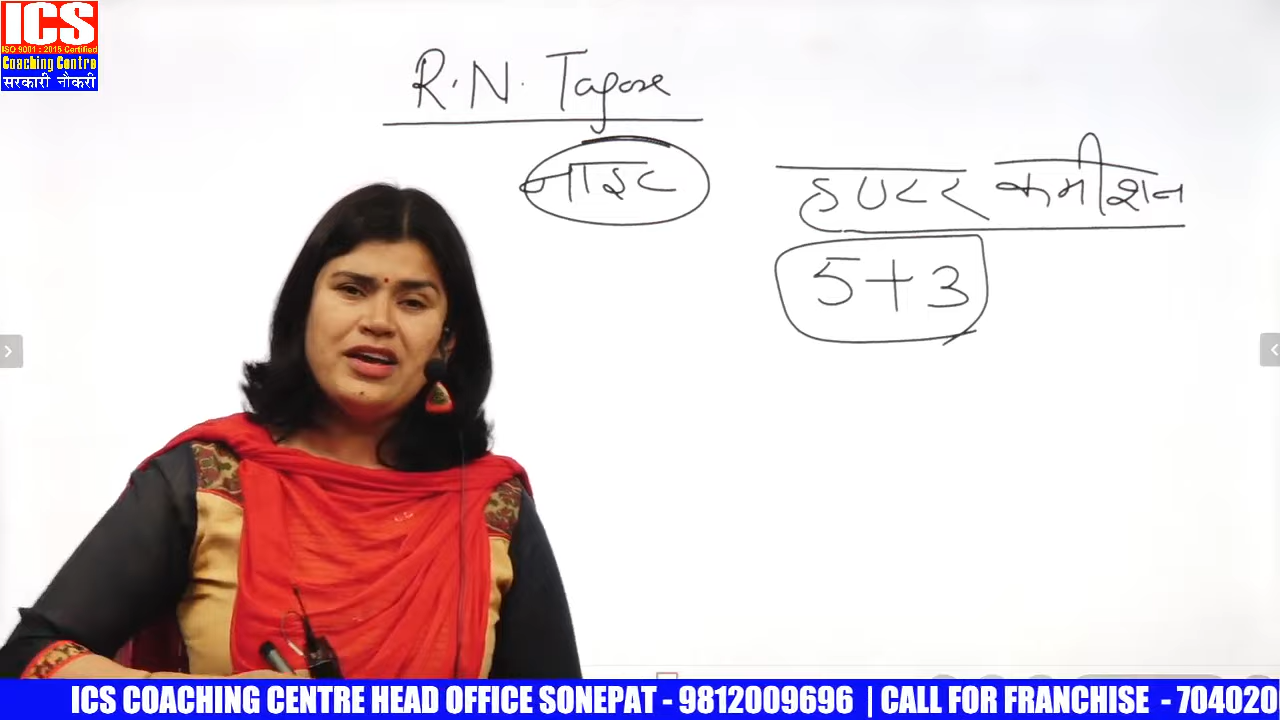 ICS
ISO 9001 : 2015 Certified
Coaching Centre
सरकारी नौकरी
R. N. Tagore
नाइट
हण्टर कमीशन
5+3
ICS COACHING CENTRE HEAD OFFICE SONEPAT - 9812009696 | CALL FOR FRANCHISE - 704020